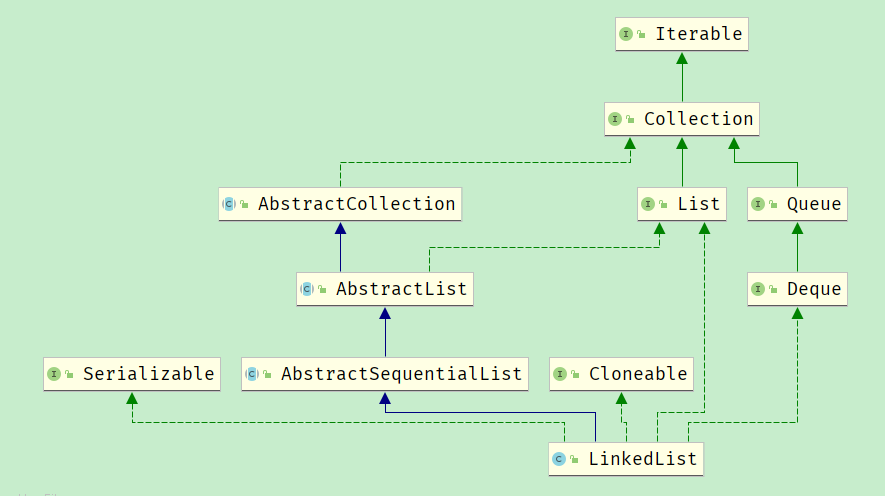 Iterable
Collection
AbstractCollection
List
Queue
AbstractList
Deque
Serializable
AbstractSequentialList
Cloneable
LinkedList